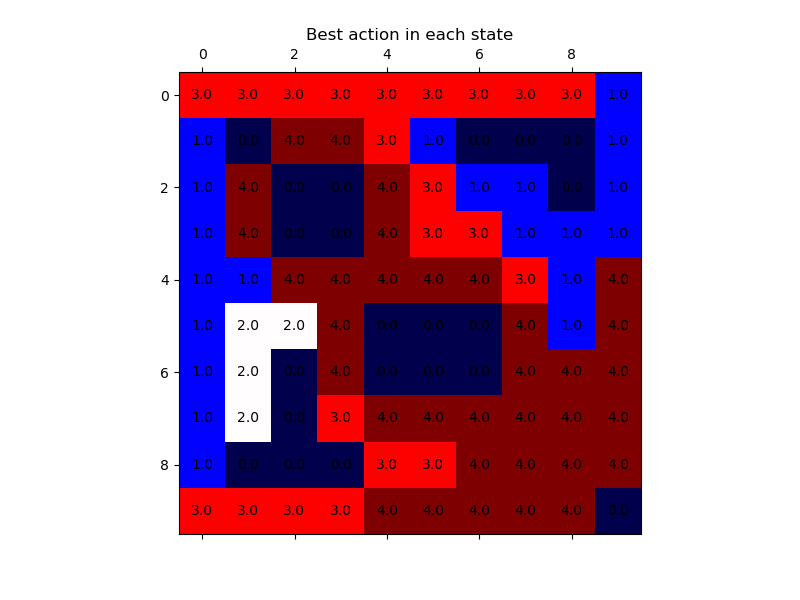 Best action in each state
0 2 4 6 8
0 3.0 3.0 3.0 3.0 3.0 3.0 3.0 3.0 3.0 1.0
1.0 0.0 4.0 4.0 3.0 1.0 0.0 0.0 0.0 1.0
2 1.0 4.0 0.0 0.0 4.0 3.0 1.0 1.0 0.0 1.0
1.0 4.0 0.0 0.0 4.0 3.0 3.0 1.0 1.0 1.0
4 1.0 1.0 4.0 4.0 4.0 4.0 4.0 3.0 1.0 4.0
1.0 2.0 2.0 4.0 0.0 0.0 0.0 4.0 1.0 4.0
6 1.0 2.0 0.0 4.0 0.0 0.0 0.0 4.0 4.0 4.0
1.0 2.0 0.0 3.0 4.0 4.0 4.0 4.0 4.0 4.0
8 1.0 0.0 0.0 0.0 3.0 3.0 4.0 4.0 4.0 4.0
3.0 3.0 3.0 3.0 4.0 4.0 4.0 4.0 4.0 0.0